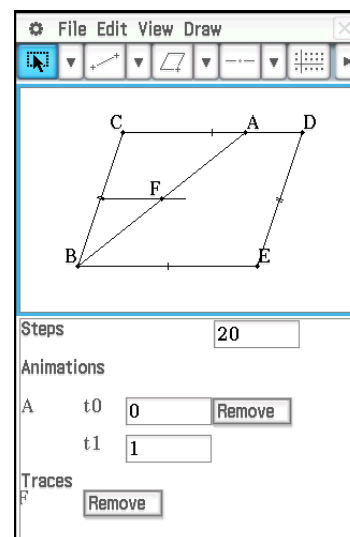 File Edit View Draw
C A D
F
B E
Steps 20
Animations
A t0 0 Remove
t1 1
Traces
F Remove